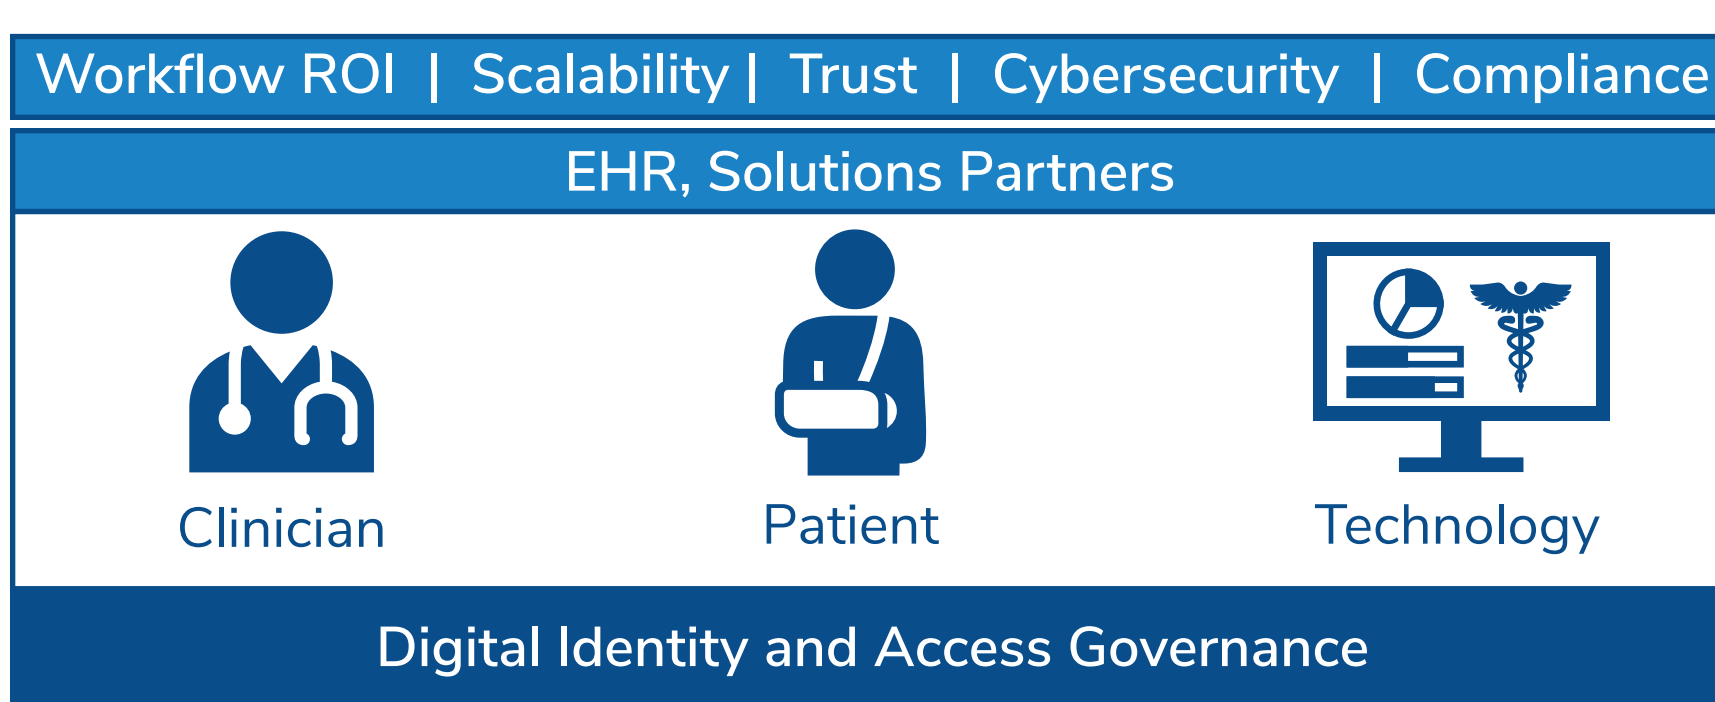 Workflow ROI | Scalability | Trust | Cybersecurity | Compliance
EHR, Solutions Partners
Clinician
Patient
Technology
Digital Identity and Access Governance